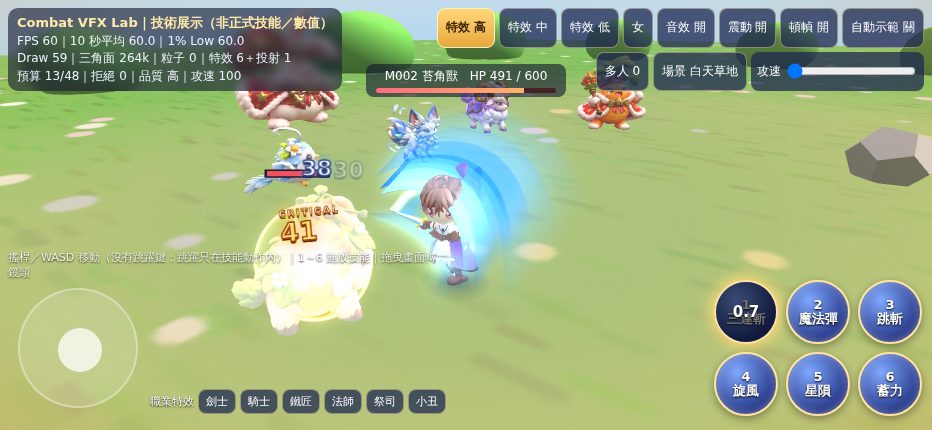 Combat VFX Lab｜技術展示（非正式技能／數值）
FPS 60｜10 秒平均 60.0｜1% Low 60.0
Draw 59｜三角面 264k｜粒子 0｜特效 6＋投射 1
預算 13/48｜拒絕 0｜品質 高｜攻速 100
特效 高
特效 中
特效 低
女
音效 開
震動 開
頓幀 開
自動示範 關
多人 0
場景 白天草地
攻速
M002 苔角獸 HP 491 / 600
38
30
CRITICAL
41
搖桿／WASD 移動（沒有跳躍鍵；跳躍只在技能動作內）｜1～6 施放技能｜拖曳畫面轉
鏡頭
1
0.7
三連斬
2
魔法彈
3
跳斬
4
旋風
5
星隕
6
蓄力
職業特效
劍士
騎士
鐵匠
法師
祭司
小丑